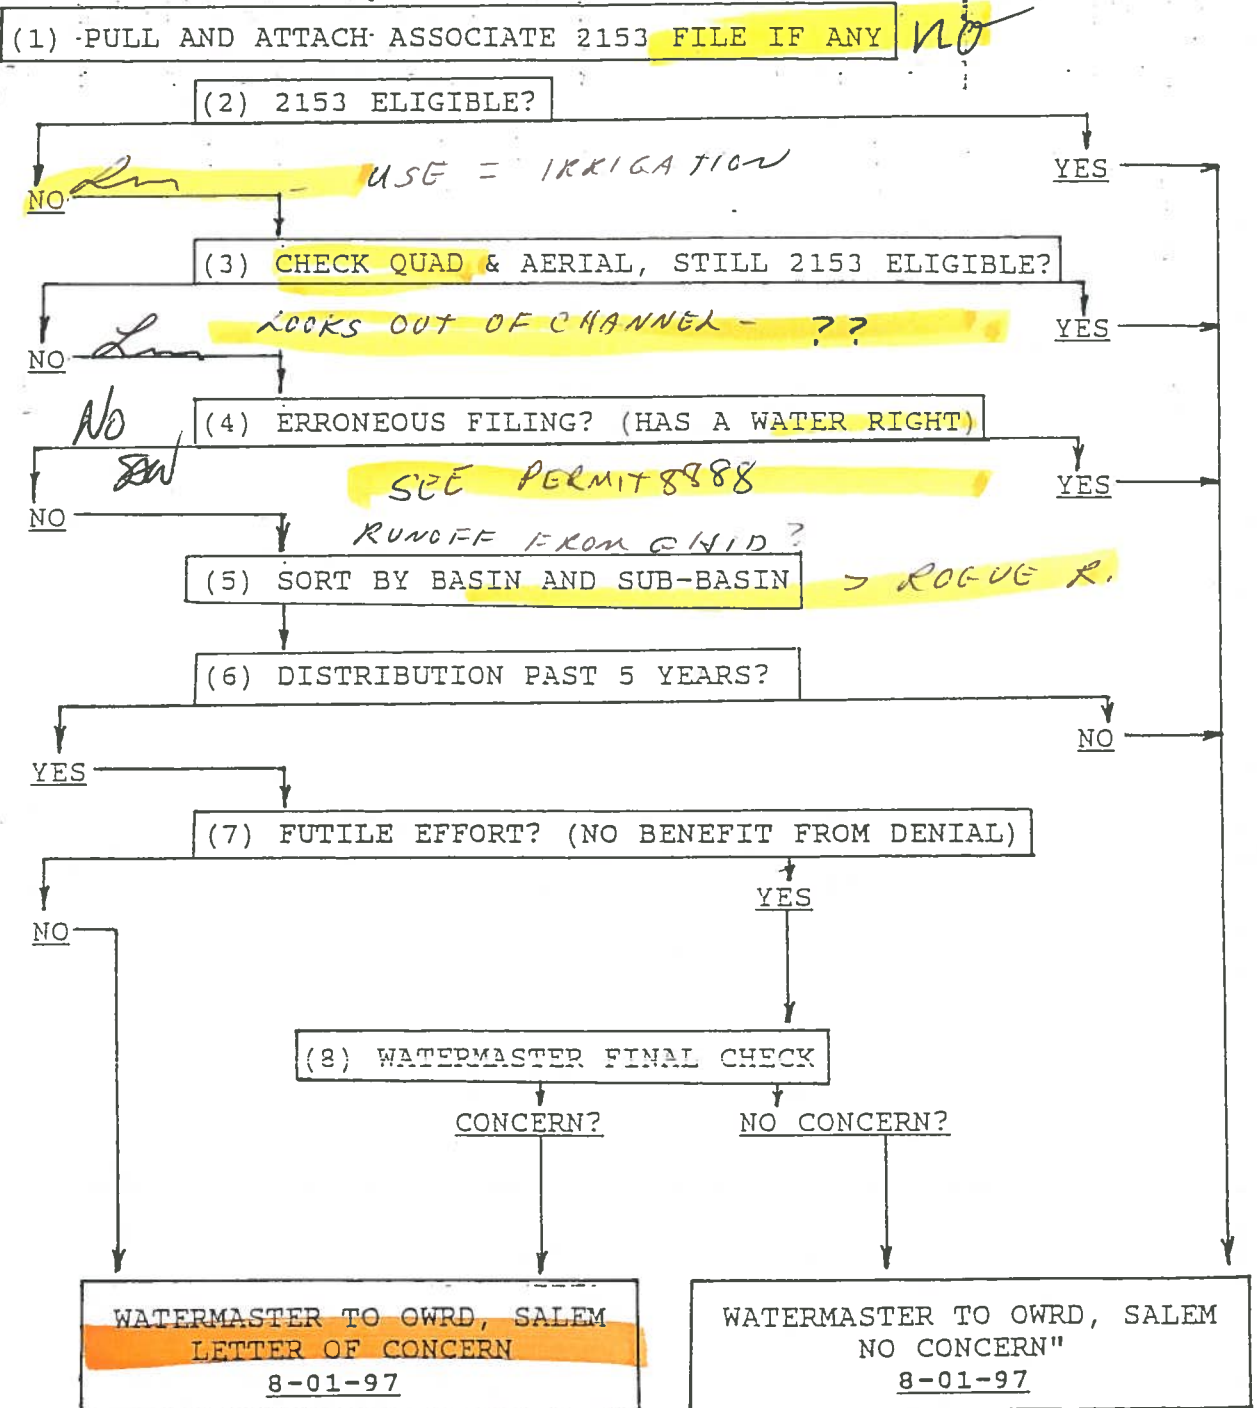 (1) PULL AND ATTACH ASSOCIATE 2153 FILE IF ANY no
(2) 2153 ELIGIBLE?
YES
NO USE = IRRIGATION
(3) CHECK QUAD & AERIAL, STILL 2153 ELIGIBLE?
LOOKS OUT OF CHANNEL - ??
YES
NO
No
(4) ERRONEOUS FILING? (HAS A WATER RIGHT)
SEE PERMIT 8888
YES
NO
RUNOFF FROM GHID?
(5) SORT BY BASIN AND SUB-BASIN > ROGUE R.
(6) DISTRIBUTION PAST 5 YEARS?
NO
YES
(7) FUTILE EFFORT? (NO BENEFIT FROM DENIAL)
YES
NO
(8) WATERMASTER FINAL CHECK
CONCERN? NO CONCERN?
WATERMASTER TO OWRD, SALEM
LETTER OF CONCERN
8-01-97
WATERMASTER TO OWRD, SALEM
NO CONCERN"
8-01-97